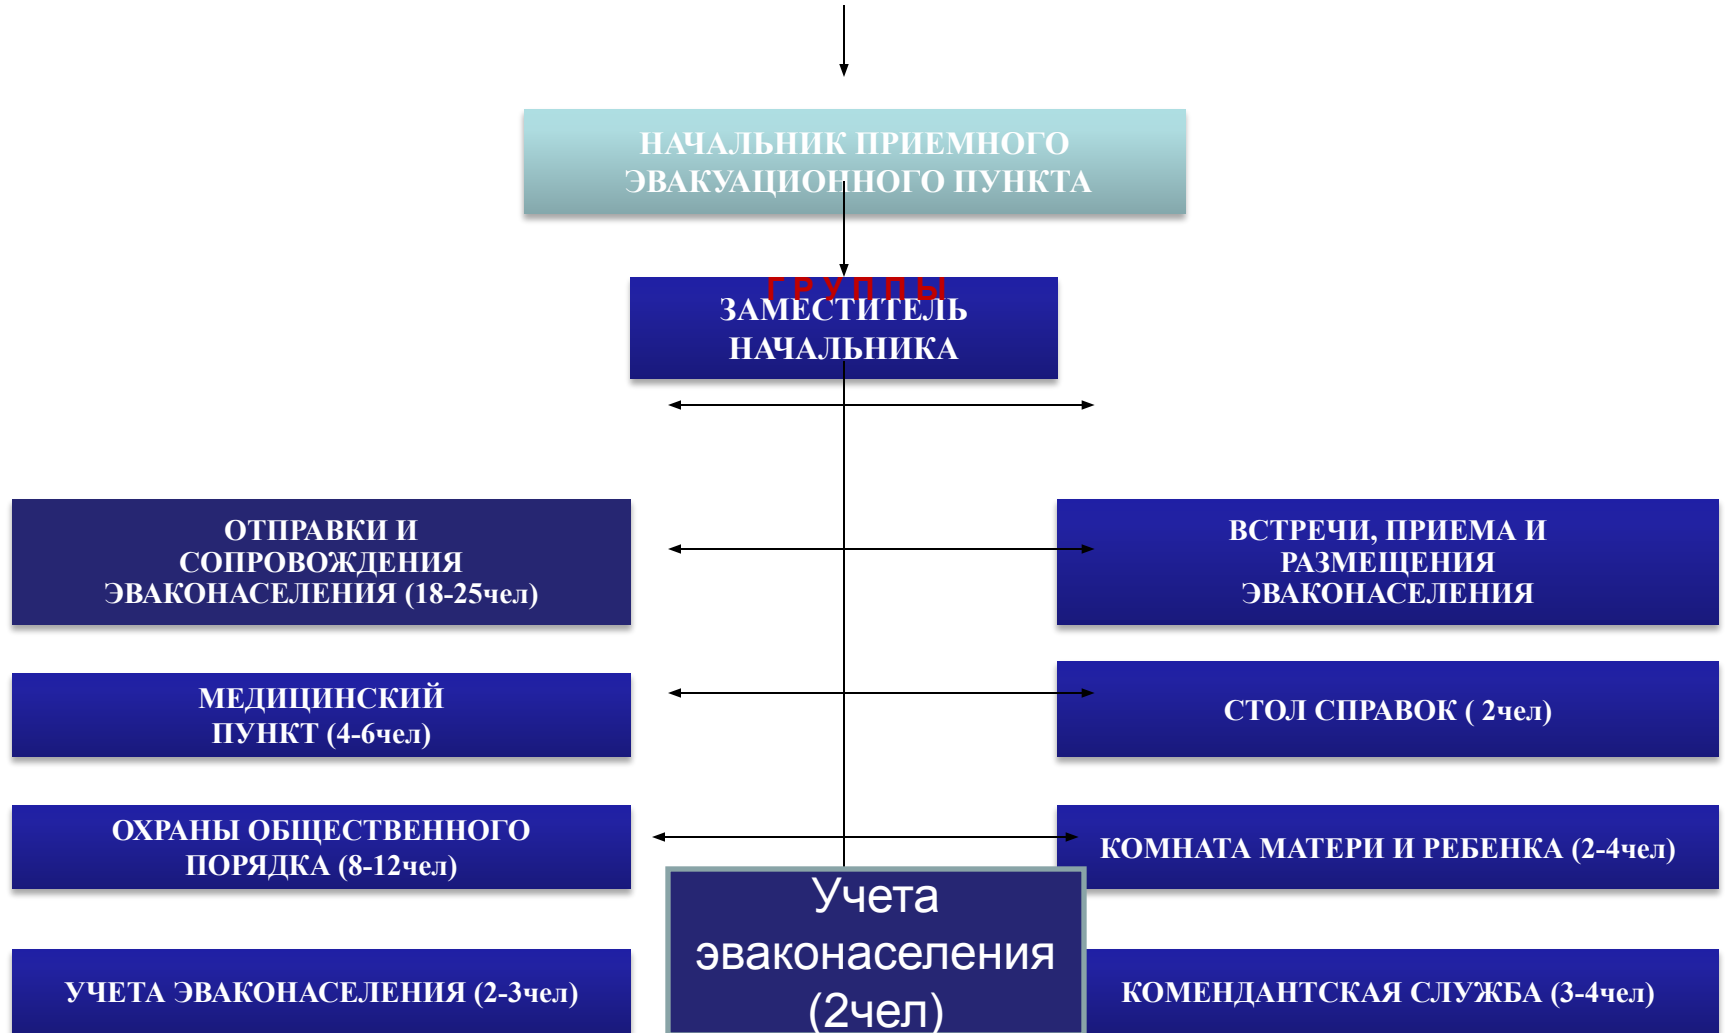 НАЧАЛЬНИК ПРИЕМНОГО
ЭВАКУАЦИОННОГО ПУНКТА
Г Р У П П Ы
ЗАМЕСТИТЕЛЬ
НАЧАЛЬНИКА
ОТПРАВКИ И
СОПРОВОЖДЕНИЯ
ЭВАКОНАСЕЛЕНИЯ (18-25чел)
ВСТРЕЧИ, ПРИЕМА И
РАЗМЕЩЕНИЯ
ЭВАКОНАСЕЛЕНИЯ
МЕДИЦИНСКИЙ
ПУНКТ (4-6чел)
СТОЛ СПРАВОК ( 2чел)
ОХРАНЫ ОБЩЕСТВЕННОГО
ПОРЯДКА (8-12чел)
КОМНАТА МАТЕРИ И РЕБЕНКА (2-4чел)
УЧЕТА ЭВАКОНАСЕЛЕНИЯ (2-3чел)
Учета
эваконаселения
(2чел)
КОМЕНДАНТСКАЯ СЛУЖБА (3-4чел)